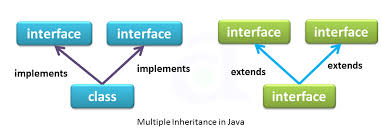 interface interface interface interface
implements implements extends extends
class interface
Multiple Inheritance in Java